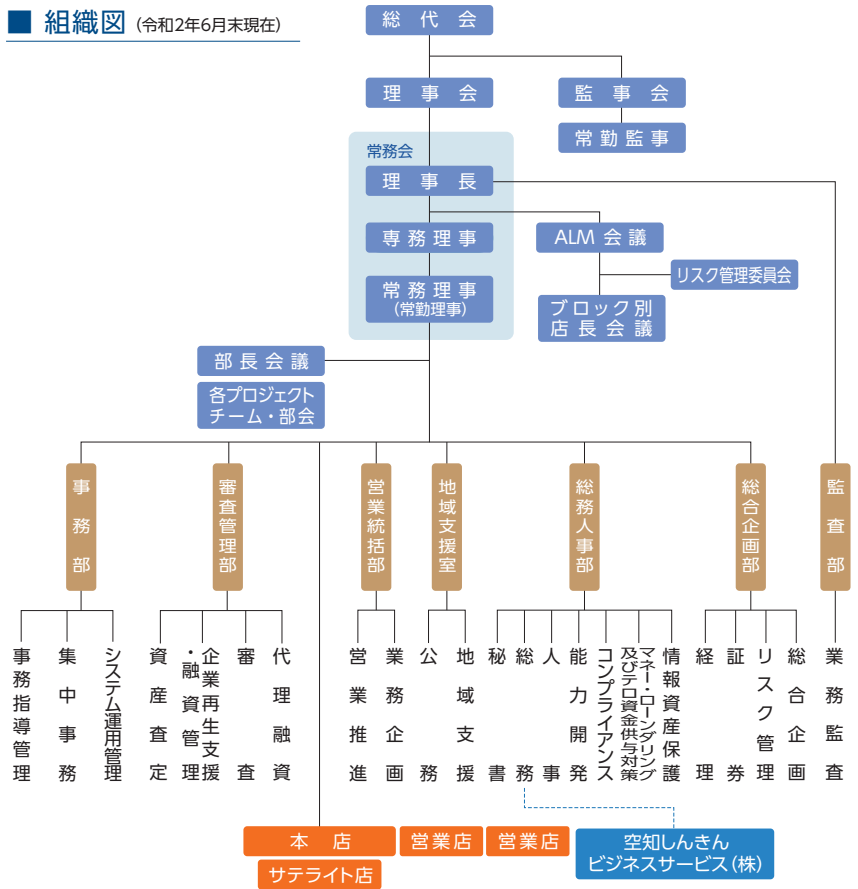 ■ 組織図 (令和2年6月末現在)
総代会
理事会
監事会
常勤監事
常務会
理事長
専務理事
ALM 会議
リスク管理委員会
常務理事
(常勤理事)
ブロック別
店長会議
部長会議
各プロジェクト
チーム・部会
事務部
審査管理部
営業統括部
地域支援室
総務人事部
総合企画部
監査部
事務指導管理
集中事務
システム運用管理
資産査定
企業再生支援
・融資管理
審査
代理融資
営業推進
業務企画
公務
地域支援
秘書
総務
人事
能力開発
コンプライアンス
マネー・ローンダリング
及びテロ資金供与対策
情報資産保護
経理
証券
リスク管理
総合企画
業務監査
本店
営業店
営業店
サテライト店
空知しんきん
ビジネスサービス(株)